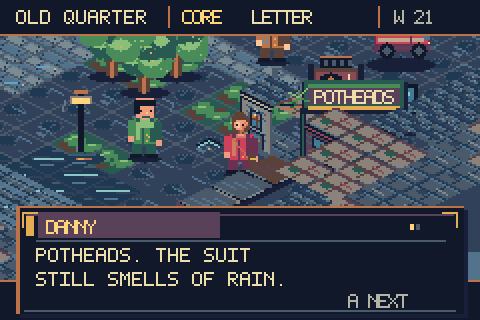 OLD QUARTER CORE LETTER W 21
POTHEADS
DANNY
POTHEADS. THE SUIT
STILL SMELLS OF RAIN.
A NEXT